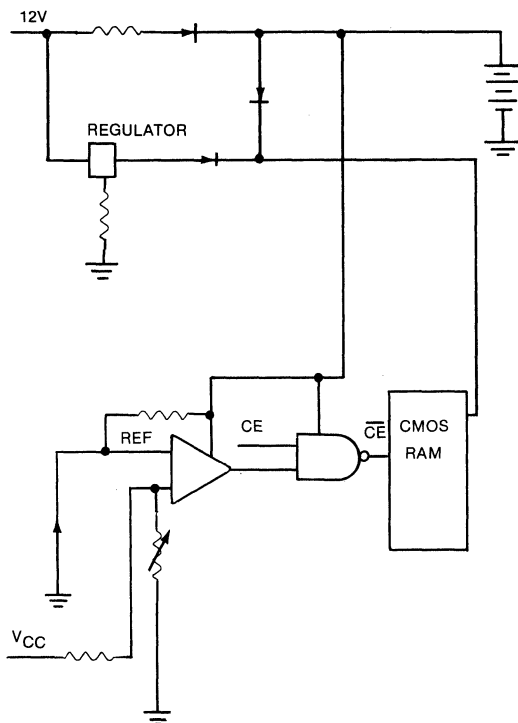 12V
REGULATOR
REF
CE
CE
CMOS
RAM
VCC